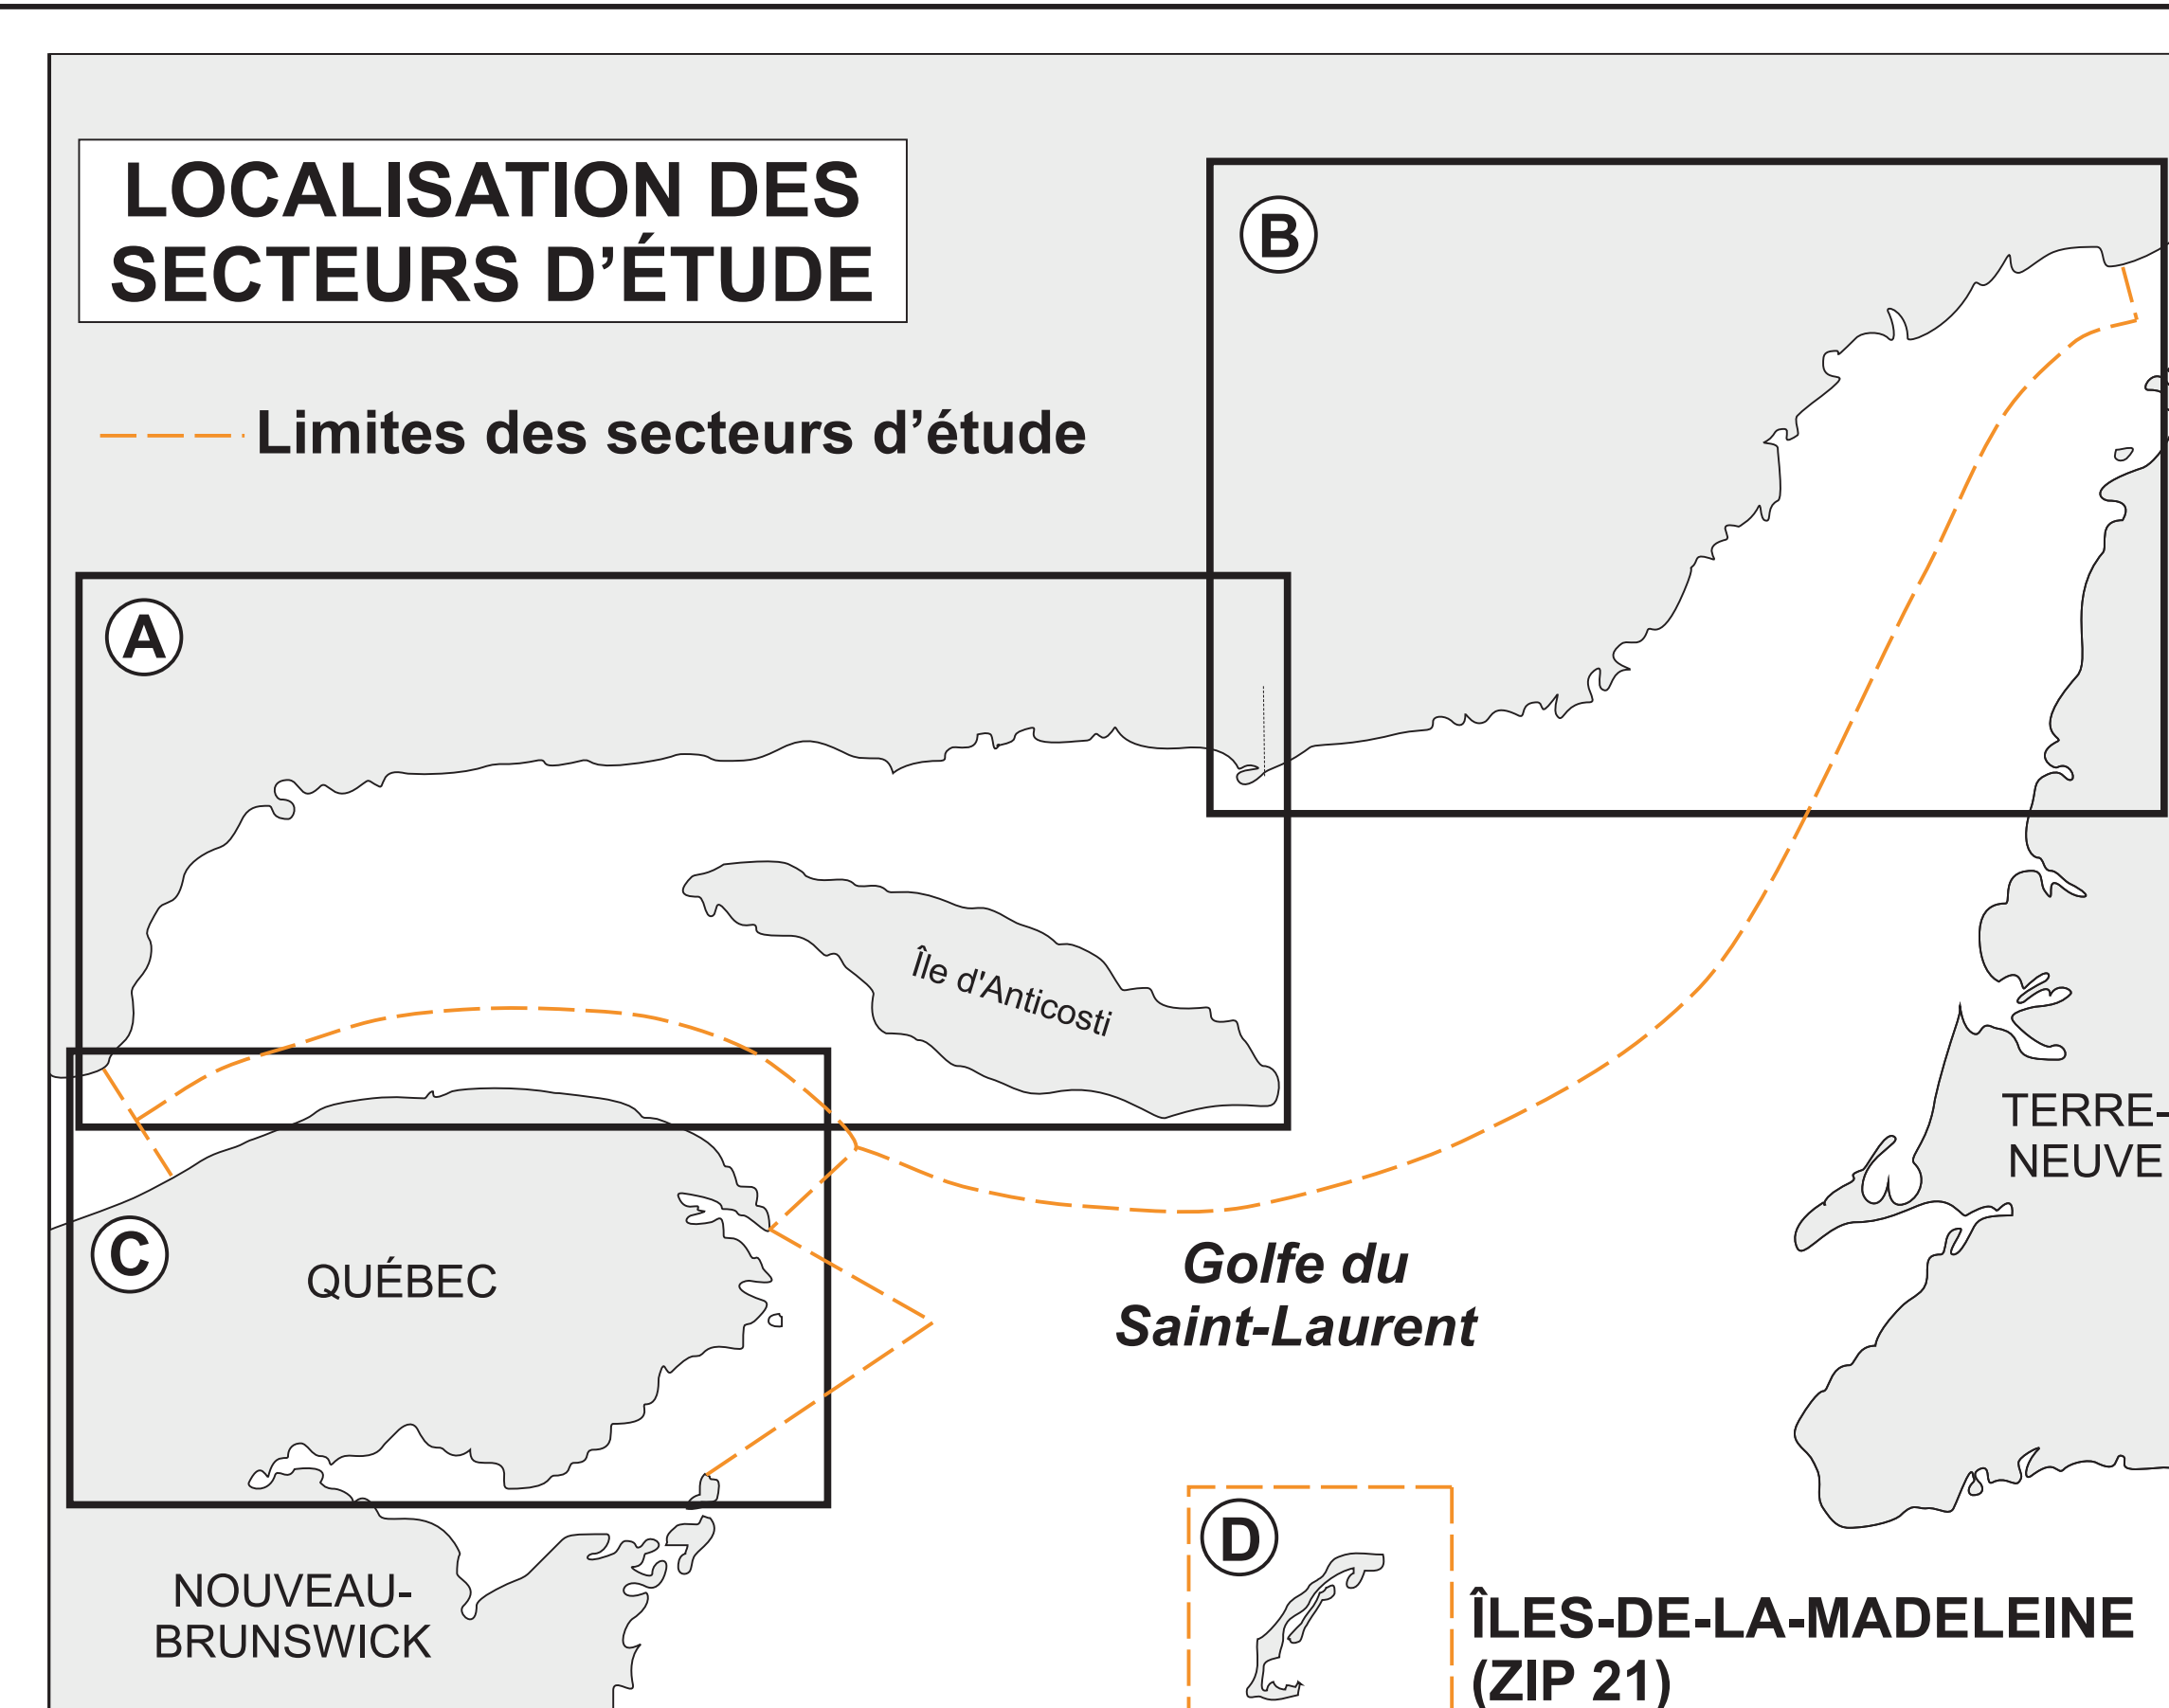 LOCALISATION DES
SECTEURS D’ÉTUDE
B
Limites des secteurs d’étude
A
Île d'Anticosti
TERRE-
NEUVE
C
QUÉBEC
Golfe du
Saint-Laurent
D
NOUVEAU-
BRUNSWICK
ÎLES-DE-LA-MADELEINE
(ZIP 21)